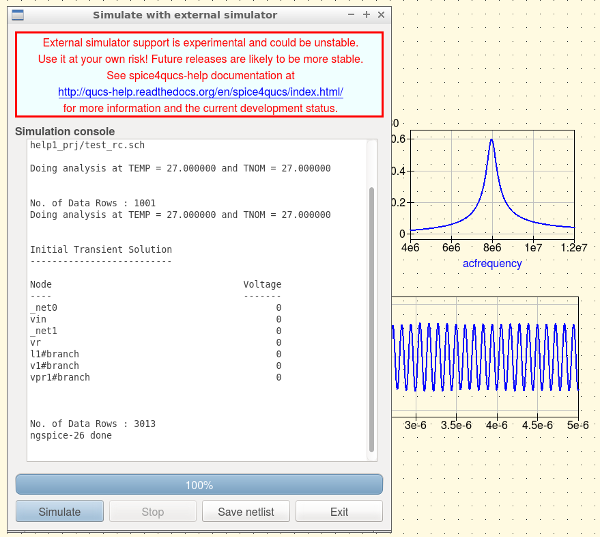 Simulate with external simulator
External simulator support is experimental and could be unstable.
Use it at your own risk! Future releases are likely to be more stable.
See spice4qucs-help documentation at
http://qucs-help.readthedocs.org/en/spice4qucs/index.html/
for more information and the current development status.
Simulation console
help1_prj/test_rc.sch
Doing analysis at TEMP = 27.000000 and TNOM = 27.000000
No. of Data Rows : 1001
Doing analysis at TEMP = 27.000000 and TNOM = 27.000000
Initial Transient Solution
--------------------------
Node Voltage
---- -------
_net0 0
vin 0
_net1 0
vr 0
l1#branch 0
v1#branch 0
vpr1#branch 0
No. of Data Rows : 3013
ngspice-26 done
100%
Simulate Stop Save netlist Exit
0.6
0.4
0.2
0
4e6 6e6 8e6 1e7 1.2e7
acfrequency
3e-6 3.5e-6 4e-6 4.5e-6 5e-6